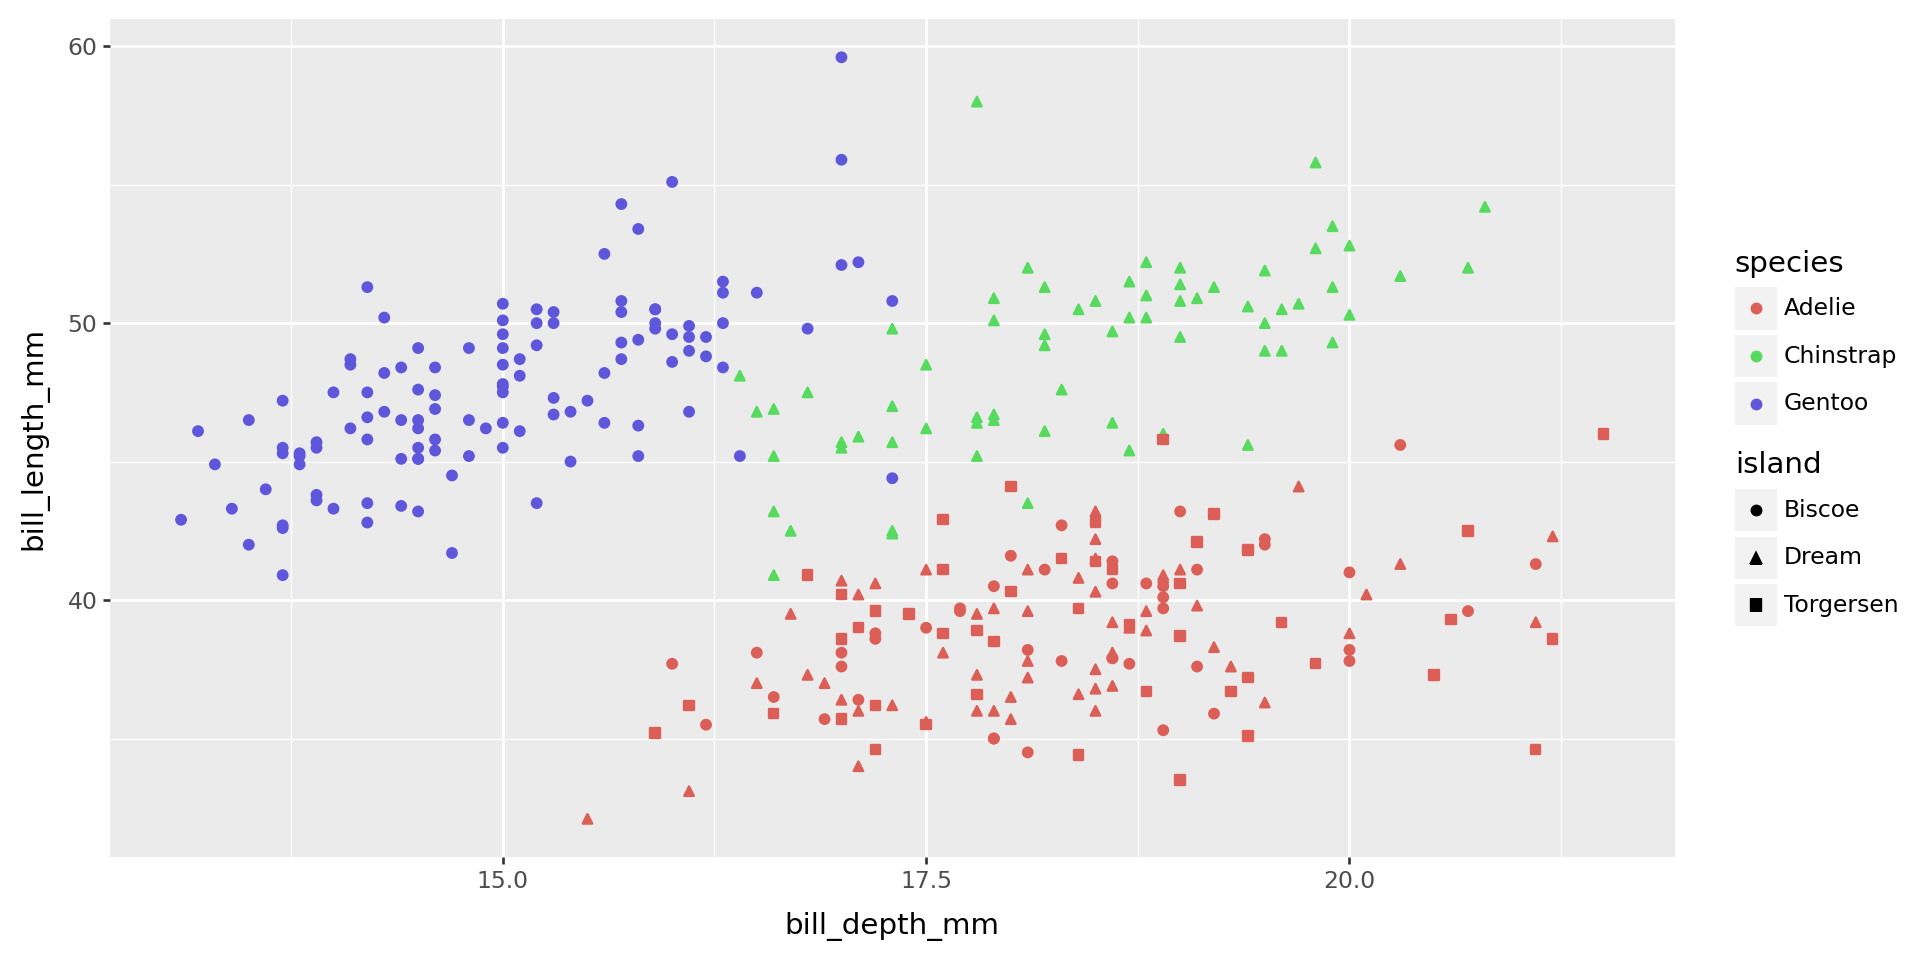 60
50
40
bill_length_mm
15.0
17.5
20.0
bill_depth_mm
species
Adelie
Chinstrap
Gentoo
island
Biscoe
Dream
Torgersen